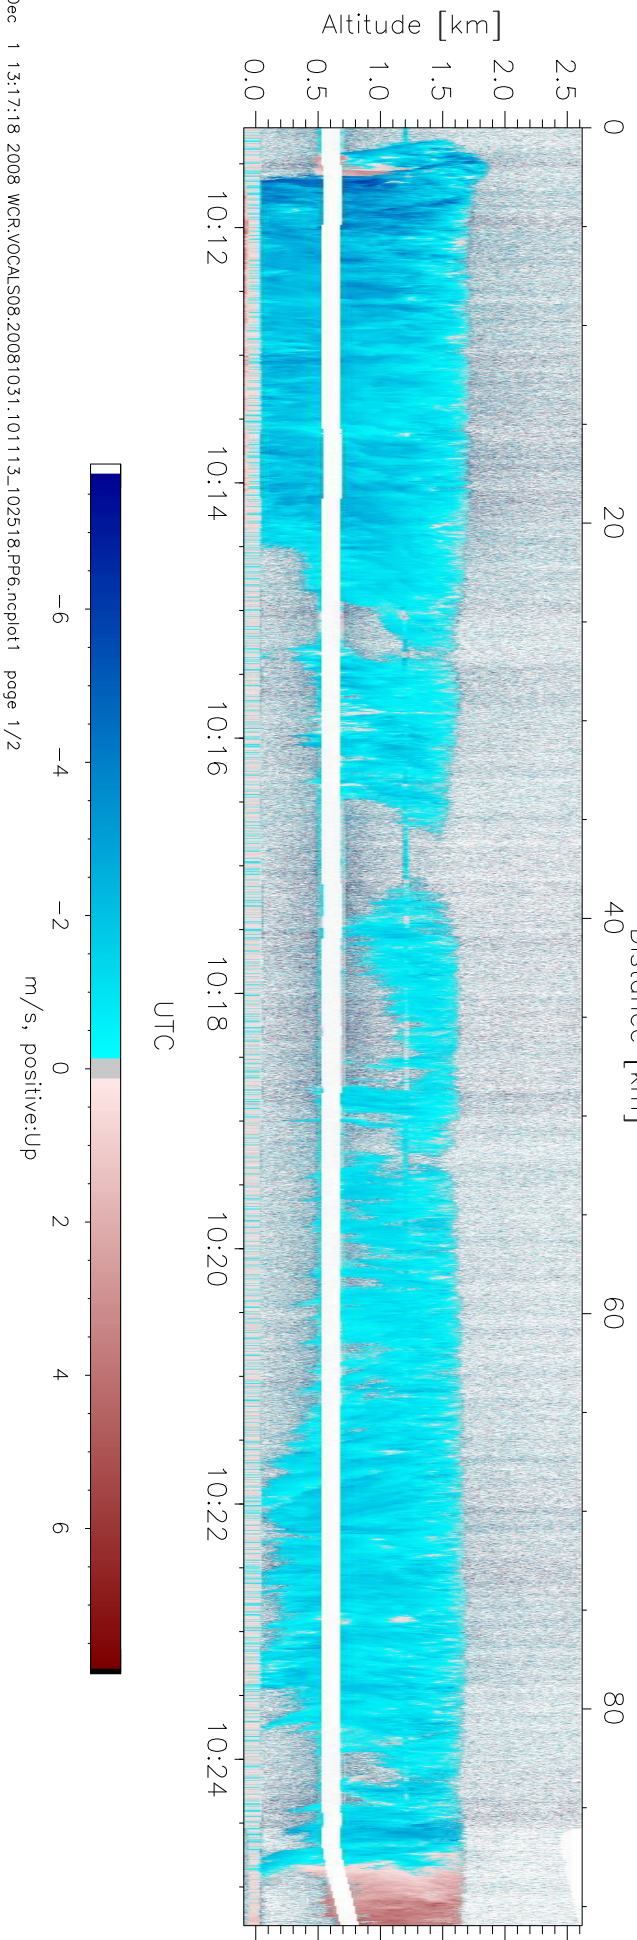 Altitude [km]
0.0 0.5 1.0 1.5 2.0 2.5
0 20 40 60 80
Distance [km]
10:12 10:14 10:16 10:18 10:20 10:22 10:24
UTC
-6 -4 -2 0 2 4 6
m/s, positive:Up
Dec 1 13:17:18 2008 WCR.VOCALS08.20081031.101113_102518.PP6.ncplot1 page 1/2